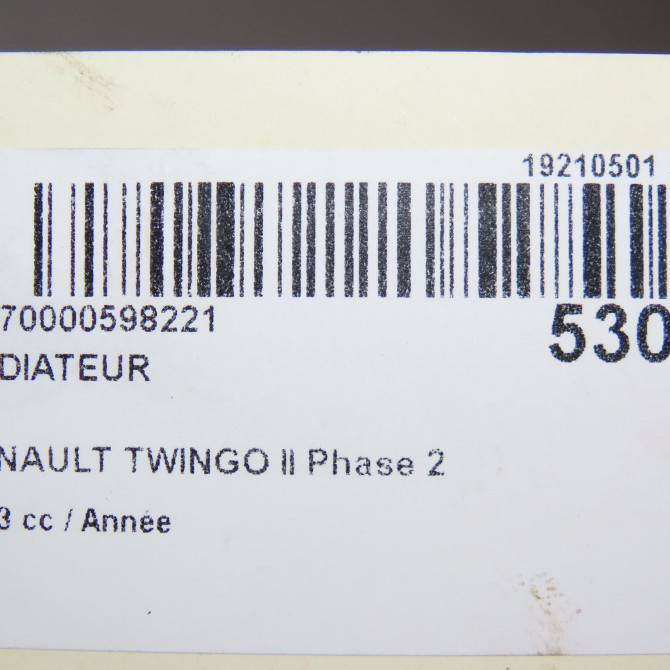 19210501
70000598221
530
DIATEUR
NAULT TWINGO II Phase 2
3 cc / Année